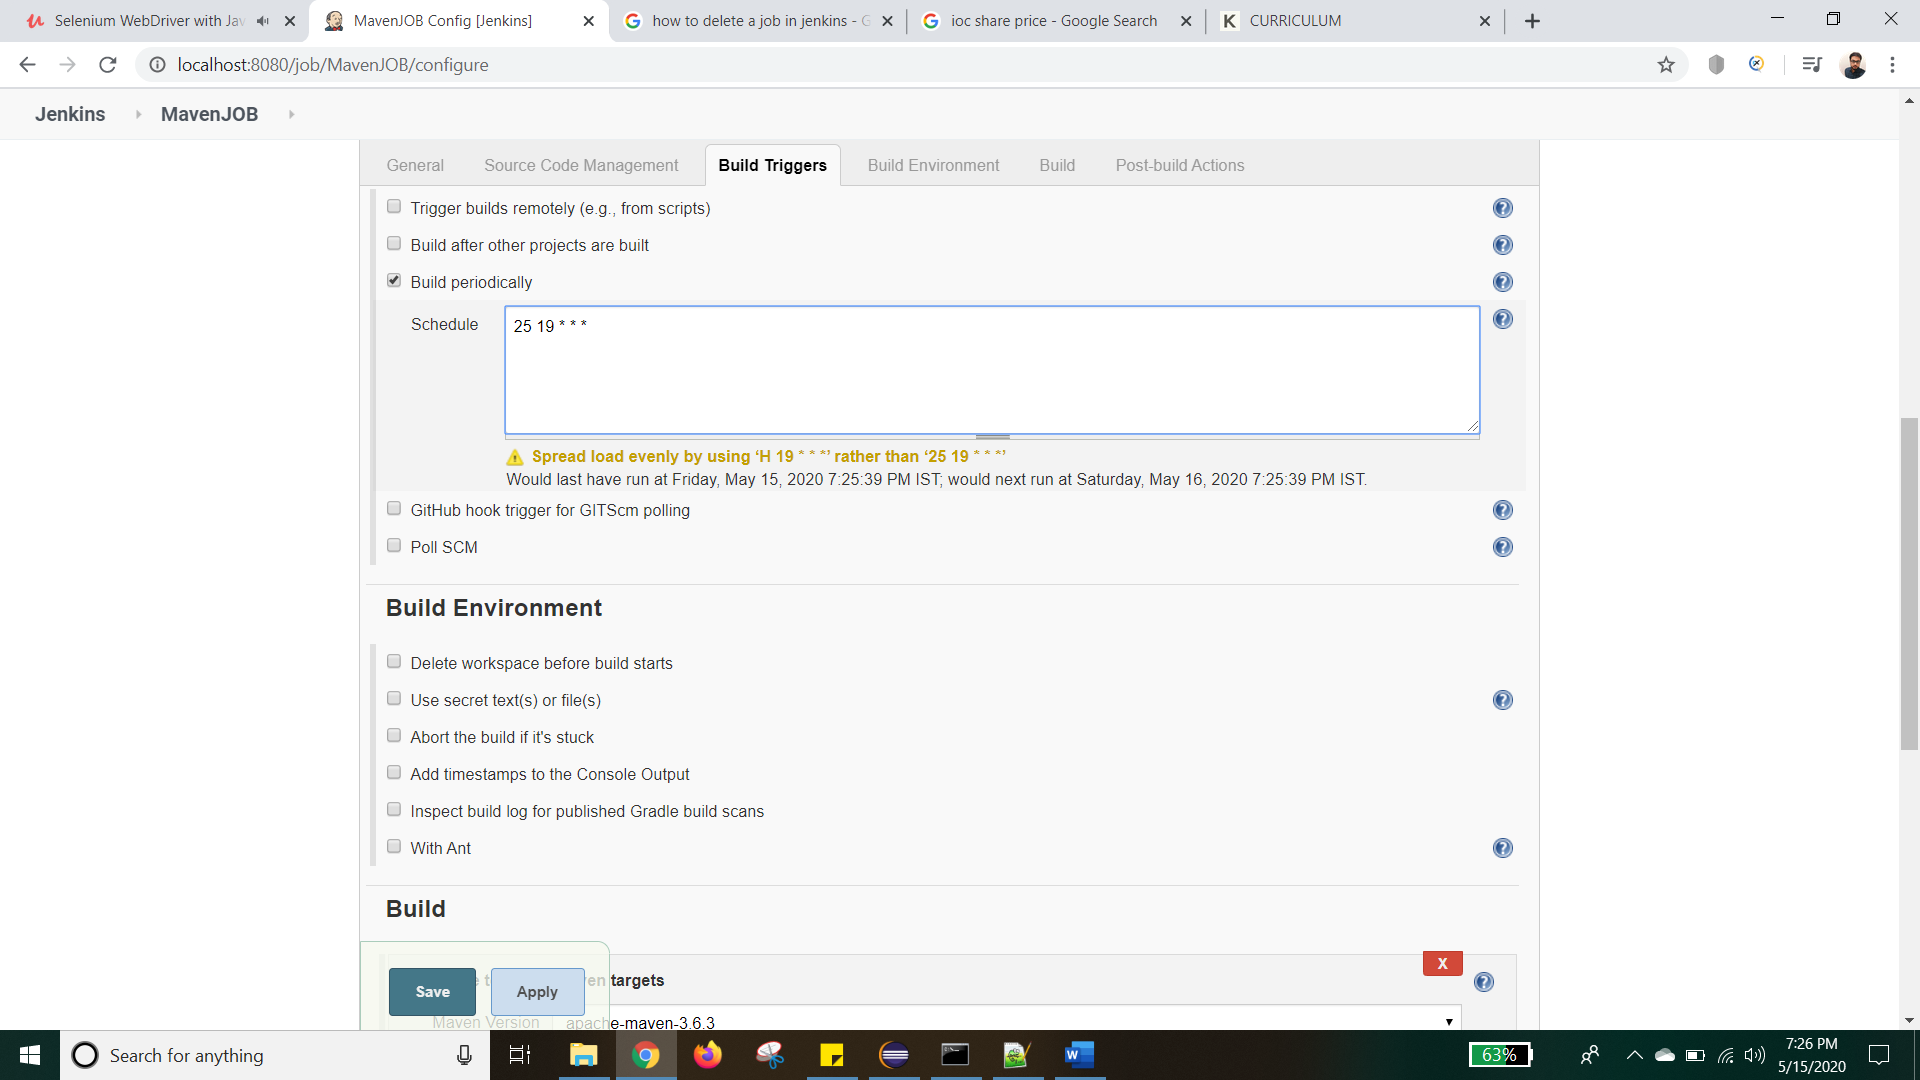 Selenium WebDriver with Jav
MavenJOB Config [Jenkins]
how to delete a job in jenkins - G
ioc share price - Google Search
K CURRICULUM
localhost:8080/job/MavenJOB/configure
Jenkins
MavenJOB
General
Source Code Management
Build Triggers
Build Environment
Build
Post-build Actions
Trigger builds remotely (e.g., from scripts)
Build after other projects are built
Build periodically
Schedule
25 19 * * *
Spread load evenly by using ‘H 19 * * *’ rather than ‘25 19 * * *’
Would last have run at Friday, May 15, 2020 7:25:39 PM IST; would next run at Saturday, May 16, 2020 7:25:39 PM IST.
GitHub hook trigger for GITScm polling
Poll SCM
Build Environment
Delete workspace before build starts
Use secret text(s) or file(s)
Abort the build if it's stuck
Add timestamps to the Console Output
Inspect build log for published Gradle build scans
With Ant
Build
X
targets
Save
Apply
Maven Version
apache-maven-3.6.3
Search for anything
63%
7:26 PM
5/15/2020